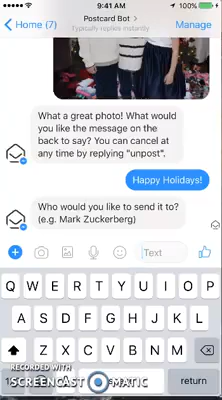 9:41 AM
100%
Home (7)
Postcard Bot >
Typically replies instantly
Manage
What a great photo! What would
you like the message on the
back to say? You can cancel at
any time by replying "unpost".
Happy Holidays!
Who would you like to send it to?
(e.g. Mark Zuckerberg)
Text
Q W E R T Y U I O P
A S D F G H J K L
Z X C V B N M
space
return
RECORDED WITH
SCREENCAST MATIC